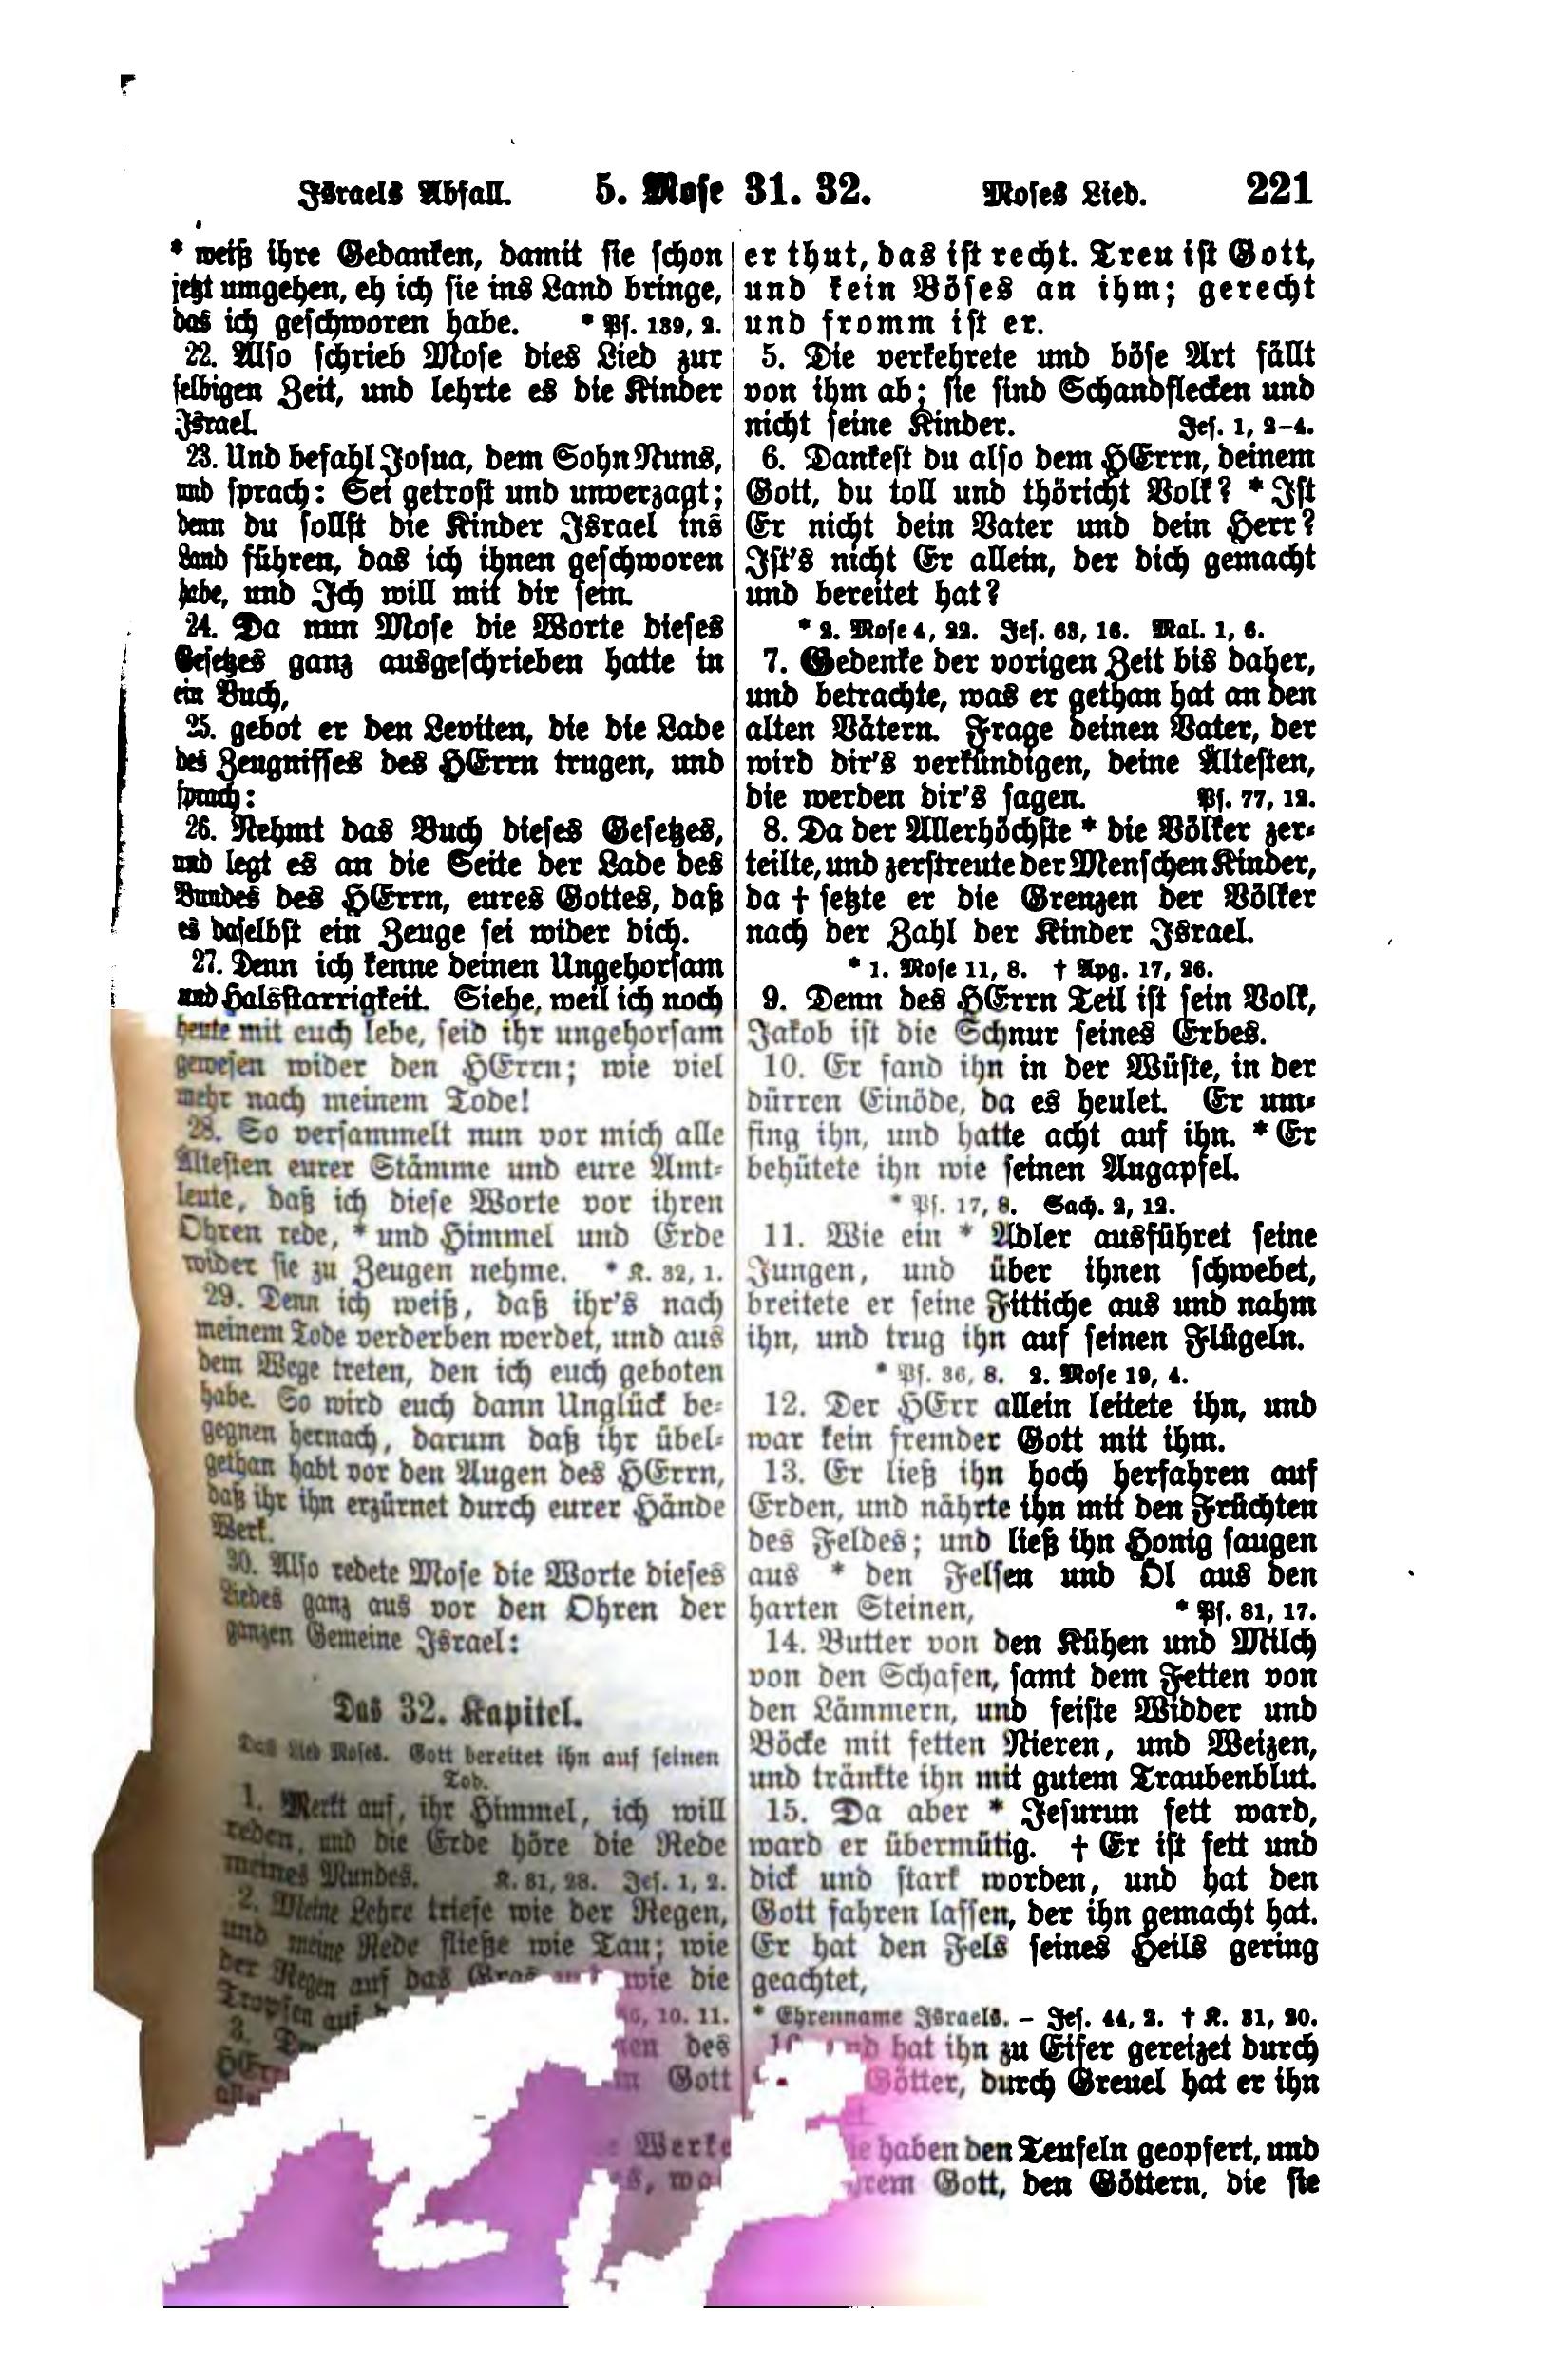 Israels Abfall. 5. Mose 31. 32. Moses Lied. 221
* weiß ihre Gedanken, damit sie schon
jetzt umgehen, eh ich sie ins Land bringe,
das ich geschworen habe. * Ps. 139, 2.
22. Also schrieb Mose dies Lied zur
selbigen Zeit, und lehrte es die Kinder
Israel.
23. Und befahl Josua, dem Sohn Nuns,
und sprach: Sei getrost und unverzagt;
denn du sollst die Kinder Israel ins
Land führen, das ich ihnen geschworen
habe, und Ich will mit dir sein.
24. Da nun Mose die Worte dieses
Gesetzes ganz ausgeschrieben hatte in
ein Buch,
25. gebot er den Leviten, die die Lade
des Zeugnisses des HErrn trugen, und
sprach:
26. Nehmt das Buch dieses Gesetzes,
und legt es an die Seite der Lade des
Bundes des HErrn, eures Gottes, daß
es daselbst ein Zeuge sei wider dich.
27. Denn ich kenne deinen Ungehorsam
und Halsstarrigkeit. Siehe, weil ich noch
heute mit euch lebe, seid ihr ungehorsam
gewesen wider den HErrn; wie viel
mehr nach meinem Tode!
28. So versammelt nun vor mich alle
Ältesten eurer Stämme und eure Amt-
leute, daß ich diese Worte vor ihren
Ohren rede, * und Himmel und Erde
wider sie zu Zeugen nehme. * K. 32, 1.
29. Denn ich weiß, daß ihr's nach
meinem Tode verderben werdet, und aus
dem Wege treten, den ich euch geboten
habe. So wird euch dann Unglück be-
gegnen hernach, darum daß ihr übel-
gethan habt vor den Augen des HErrn,
daß ihr ihn erzürnet durch eurer Hände
Werk.
30. Also redete Mose die Worte dieses
Liedes ganz aus vor den Ohren der
ganzen Gemeine Israel:
Das 32. Kapitel.
Das Lied Moses. Gott bereitet ihn auf seinen
Tod.
1. Merkt auf, ihr Himmel, ich will
reden, und die Erde höre die Rede
meines Mundes. K. 31, 28. Jes. 1, 2.
2. Meine Lehre triefe wie der Regen,
und meine Rede fließe wie Tau; wie
der Regen auf das Gras und wie die
Tropfen auf
10. 11.
3. des
Gott
Werke
er thut, das ist recht. Treu ist Gott,
und kein Böses an ihm; gerecht
und fromm ist er.
5. Die verkehrete und böse Art fällt
von ihm ab; sie sind Schandflecken und
nicht seine Kinder. Jes. 1, 2–4.
6. Dankest du also dem HErrn, deinem
Gott, du toll und thöricht Volk? * Ist
Er nicht dein Vater und dein Herr?
Ist's nicht Er allein, der dich gemacht
und bereitet hat?
* 2. Mose 4, 22. Jes. 63, 16. Mal. 1, 6.
7. Gedenke der vorigen Zeit bis daher,
und betrachte, was er gethan hat an den
alten Vätern. Frage deinen Vater, der
wird dir's verkündigen, deine Ältesten,
die werden dir's sagen. Ps. 77, 12.
8. Da der Allerhöchste * die Völker zer-
teilte, und zerstreute der Menschen Kinder,
da † setzte er die Grenzen der Völker
nach der Zahl der Kinder Israel.
* 1. Mose 11, 8. † Apg. 17, 26.
9. Denn des HErrn Teil ist sein Volk,
Jakob ist die Schnur seines Erbes.
10. Er fand ihn in der Wüste, in der
dürren Einöde, da es heulet. Er um-
fing ihn, und hatte acht auf ihn. * Er
behütete ihn wie seinen Augapfel.
* Ps. 17, 8. Sach. 2, 12.
11. Wie ein * Adler ausführet seine
Jungen, und über ihnen schwebet,
breitete er seine Fittiche aus und nahm
ihn, und trug ihn auf seinen Flügeln.
* Ps. 36, 8. 2. Mose 19, 4.
12. Der HErr allein leitete ihn, und
war kein fremder Gott mit ihm.
13. Er ließ ihn hoch herfahren auf
Erden, und nährte ihn mit den Früchten
des Feldes; und ließ ihn Honig saugen
aus * den Felsen und Öl aus den
harten Steinen, * Ps. 81, 17.
14. Butter von den Kühen und Milch
von den Schafen, samt dem Fetten von
den Lämmern, und feiste Widder und
Böcke mit fetten Nieren, und Weizen,
und tränkte ihn mit gutem Traubenblut.
15. Da aber * Jesurun fett ward,
ward er übermütig. † Er ist fett und
dick und stark worden, und hat den
Gott fahren lassen, der ihn gemacht hat.
Er hat den Fels seines Heils gering
geachtet,
* Ehrenname Israels. – Jes. 44, 2. † K. 31, 20.
hat ihn zu Eifer gereizet durch
Götter, durch Greuel hat er ihn
haben den Teufeln geopfert, und
Gott, den Göttern, die sie